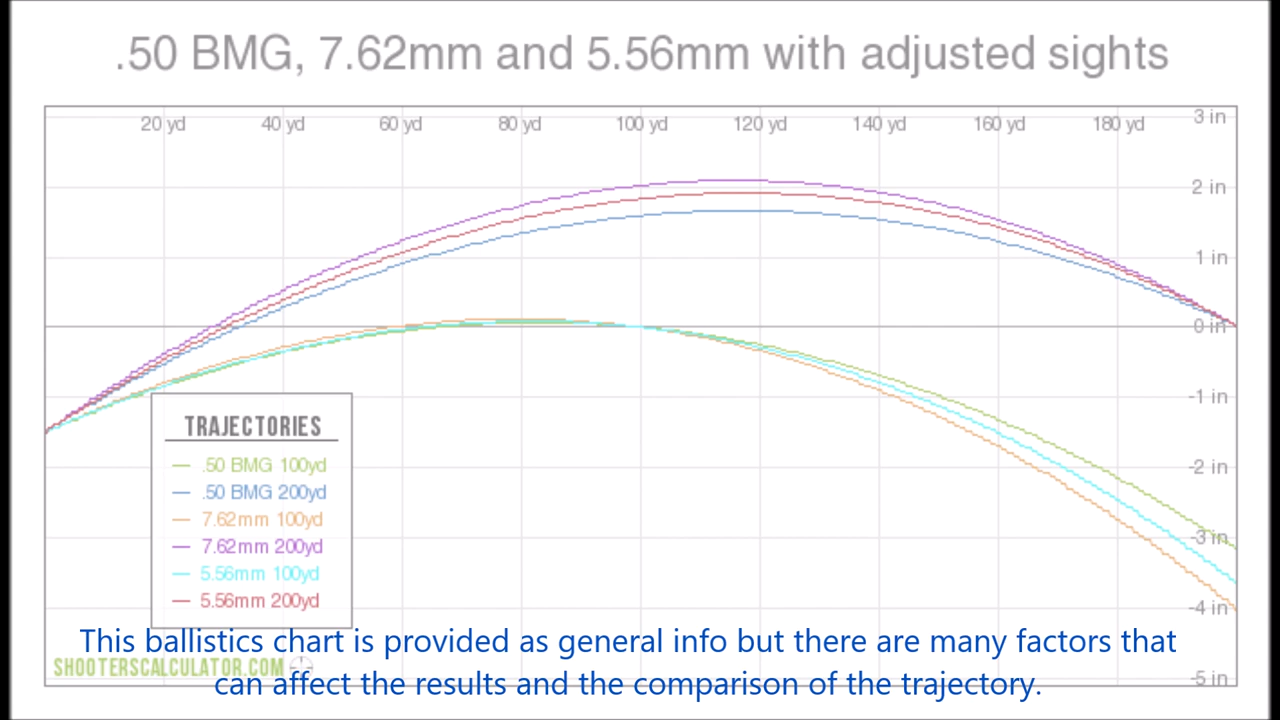 .50 BMG, 7.62mm and 5.56mm with adjusted sights
20 yd 40 yd 60 yd 80 yd 100 yd 120 yd 140 yd 160 yd 180 yd 3 in
2 in
1 in
0 in
-1 in
TRAJECTORIES
.50 BMG 100yd
-2 in
.50 BMG 200yd
7.62mm 100yd
-3 in
7.62mm 200yd
5.56mm 100yd
5.56mm 200yd
-4 in
This ballistics chart is provided as general info but there are many factors that
SHOOTERSCALCULATOR.COM
-5 in
can affect the results and the comparison of the trajectory.